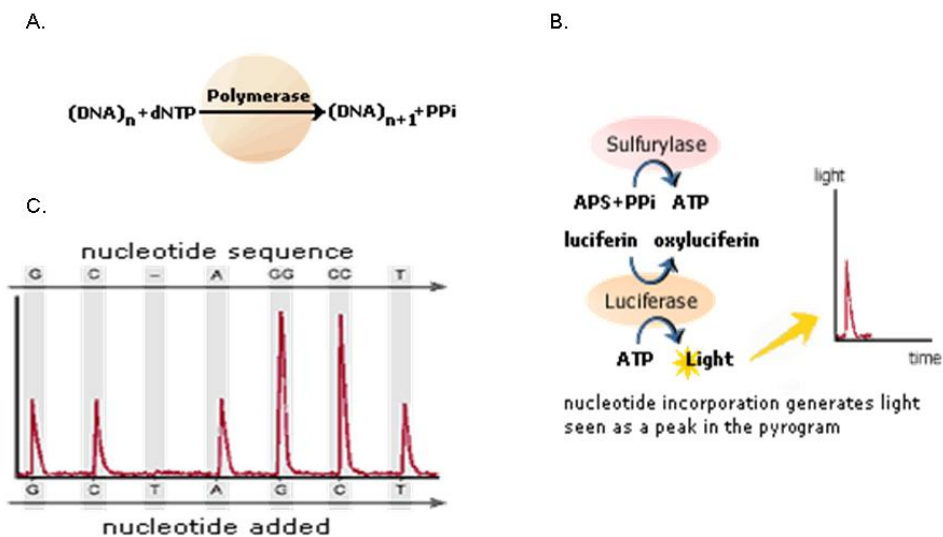 A.
Polymerase
(DNA)n+dNTP (DNA)n+1+PPi
B.
Sulfurylase
APS+PPi ATP
luciferin oxyluciferin
Luciferase
ATP Light
light
time
nucleotide incorporation generates light
seen as a peak in the pyrogram
C.
nucleotide sequence
G C – A GG CC T
G C T A G C T
nucleotide added